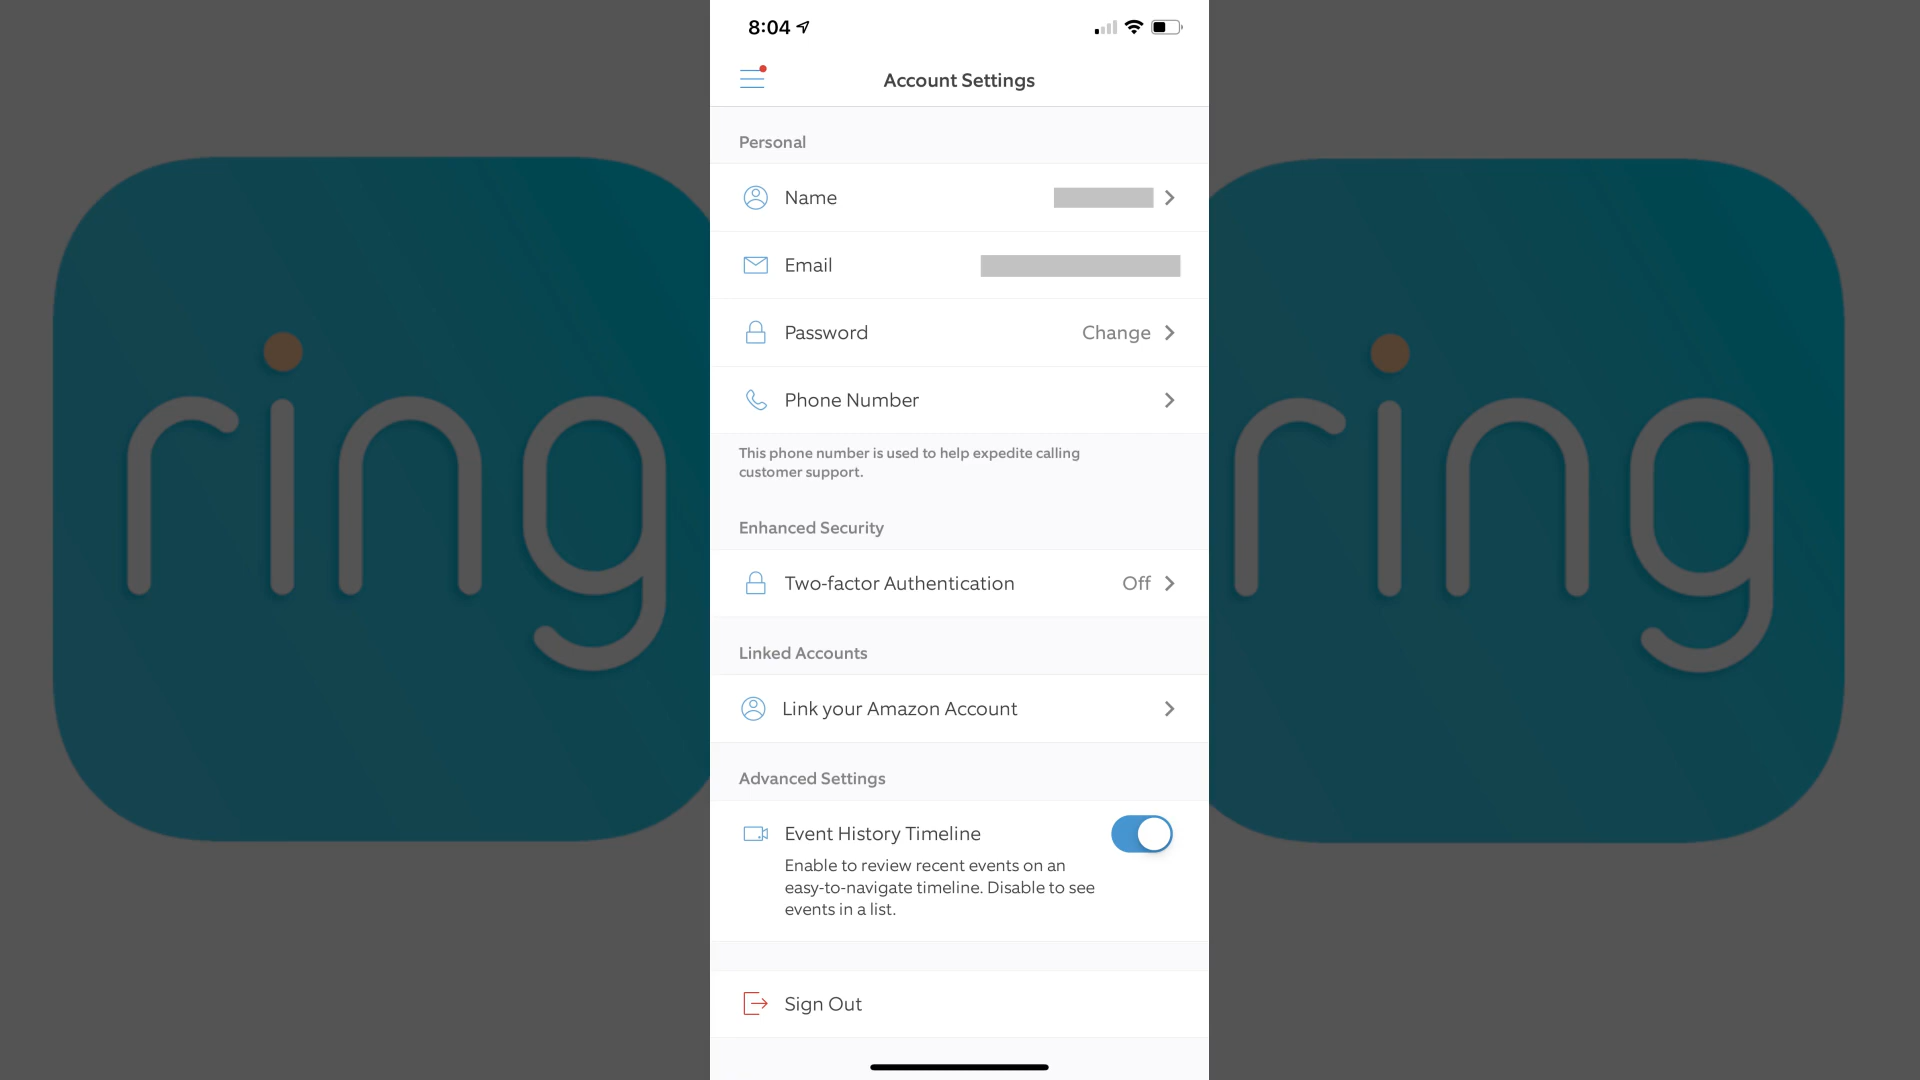 8:04
Account Settings
Personal
Name
Email
Password Change
Phone Number
This phone number is used to help expedite calling
customer support.
Enhanced Security
Two-factor Authentication Off
Linked Accounts
Link your Amazon Account
Advanced Settings
Event History Timeline
Enable to review recent events on an
easy-to-navigate timeline. Disable to see
events in a list.
Sign Out
ring
ring